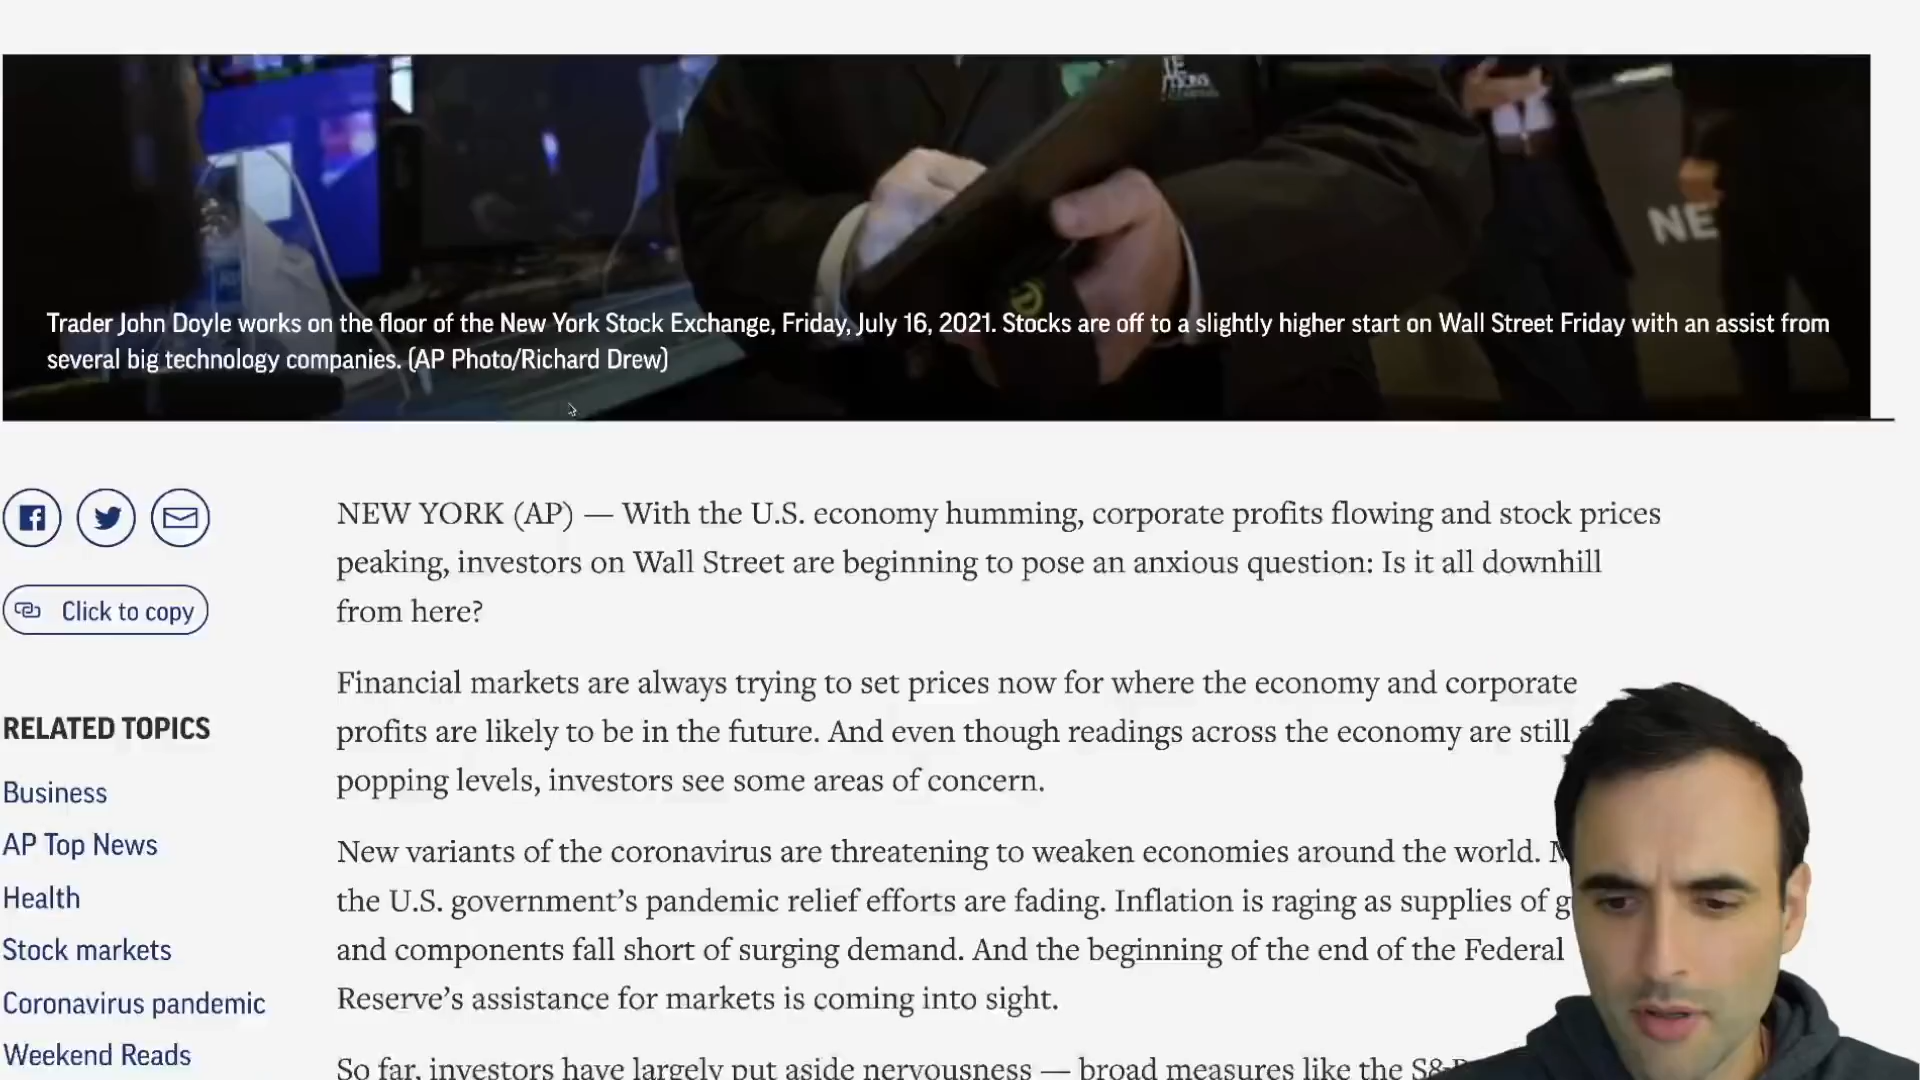 NE
Trader John Doyle works on the floor of the New York Stock Exchange, Friday, July 16, 2021. Stocks are off to a slightly higher start on Wall Street Friday with an assist from
several big technology companies. (AP Photo/Richard Drew)
Click to copy
RELATED TOPICS
Business
AP Top News
Health
Stock markets
Coronavirus pandemic
Weekend Reads
NEW YORK (AP) — With the U.S. economy humming, corporate profits flowing and stock prices
peaking, investors on Wall Street are beginning to pose an anxious question: Is it all downhill
from here?
Financial markets are always trying to set prices now for where the economy and corporate
profits are likely to be in the future. And even though readings across the economy are still
popping levels, investors see some areas of concern.
New variants of the coronavirus are threatening to weaken economies around the world.
the U.S. government’s pandemic relief efforts are fading. Inflation is raging as supplies of
and components fall short of surging demand. And the beginning of the end of the Federal
Reserve’s assistance for markets is coming into sight.
So far, investors have largely put aside nervousness — broad measures like the